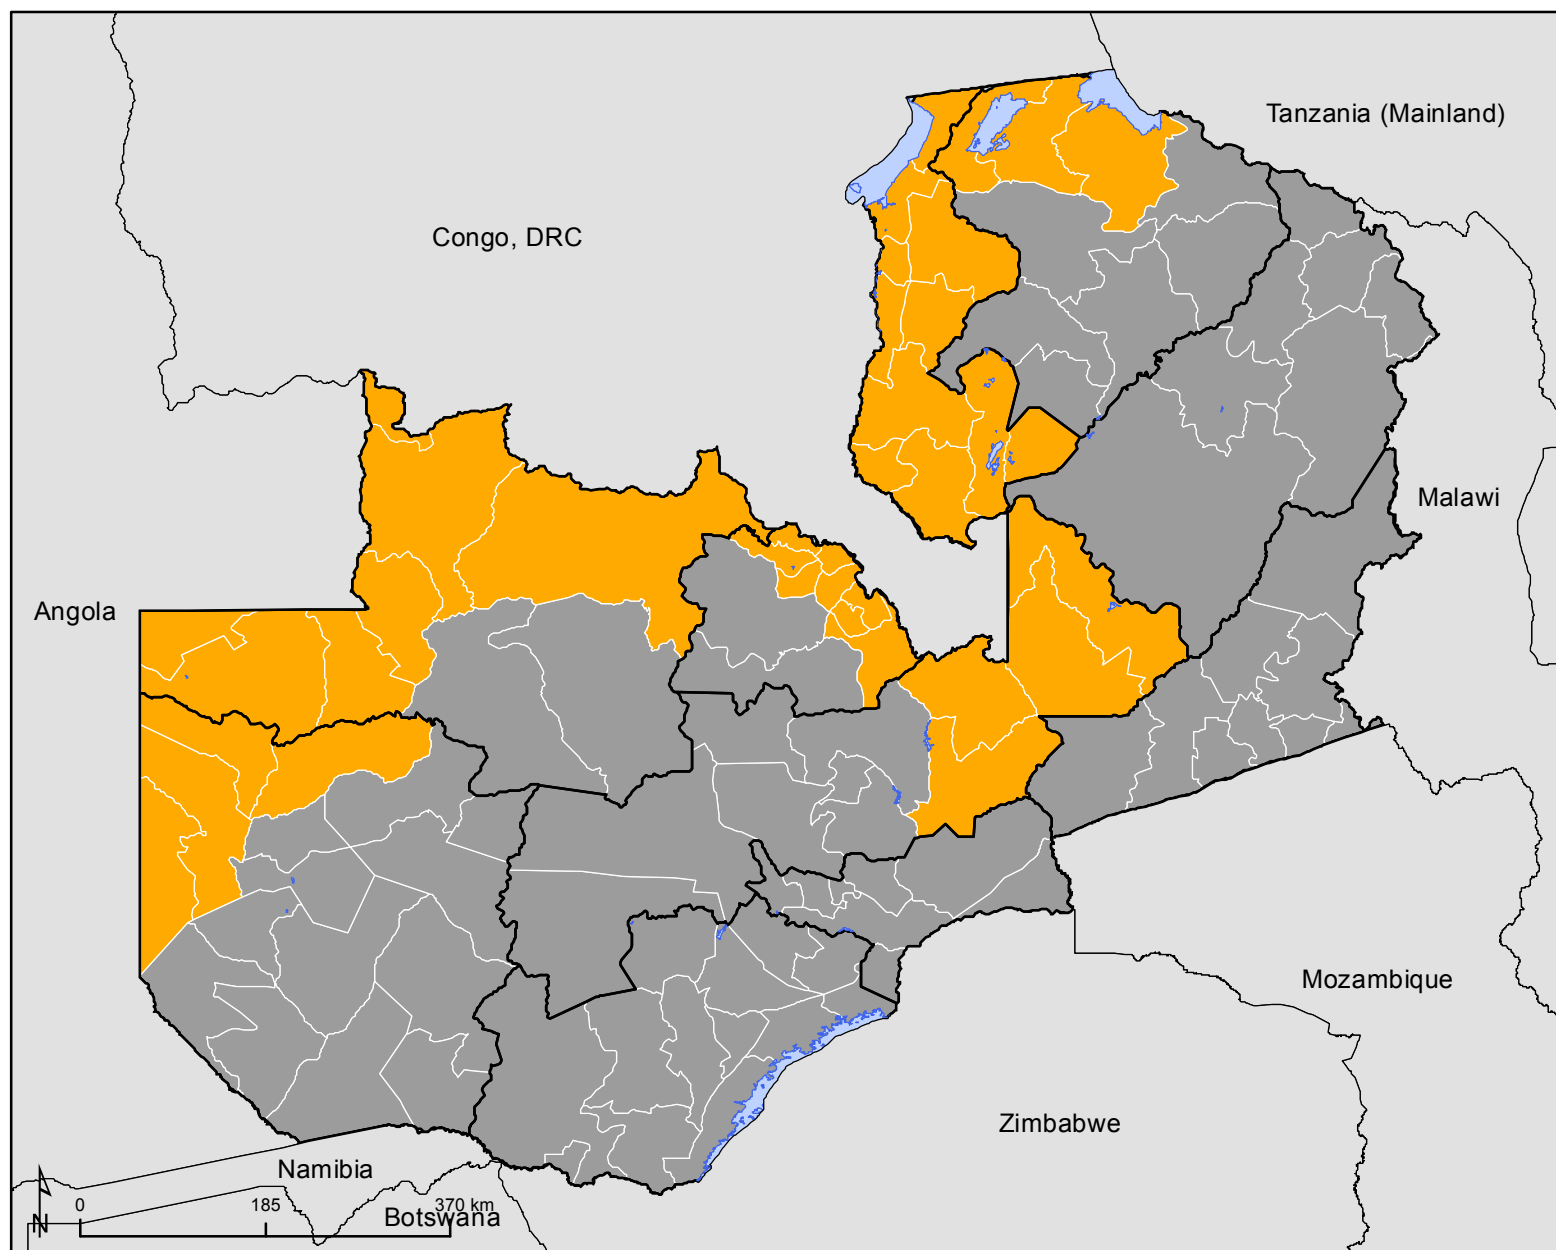 Tanzania (Mainland)
Congo, DRC
Malawi
Angola
Mozambique
Zimbabwe
Namibia
0 185 370 km
Botswana
N